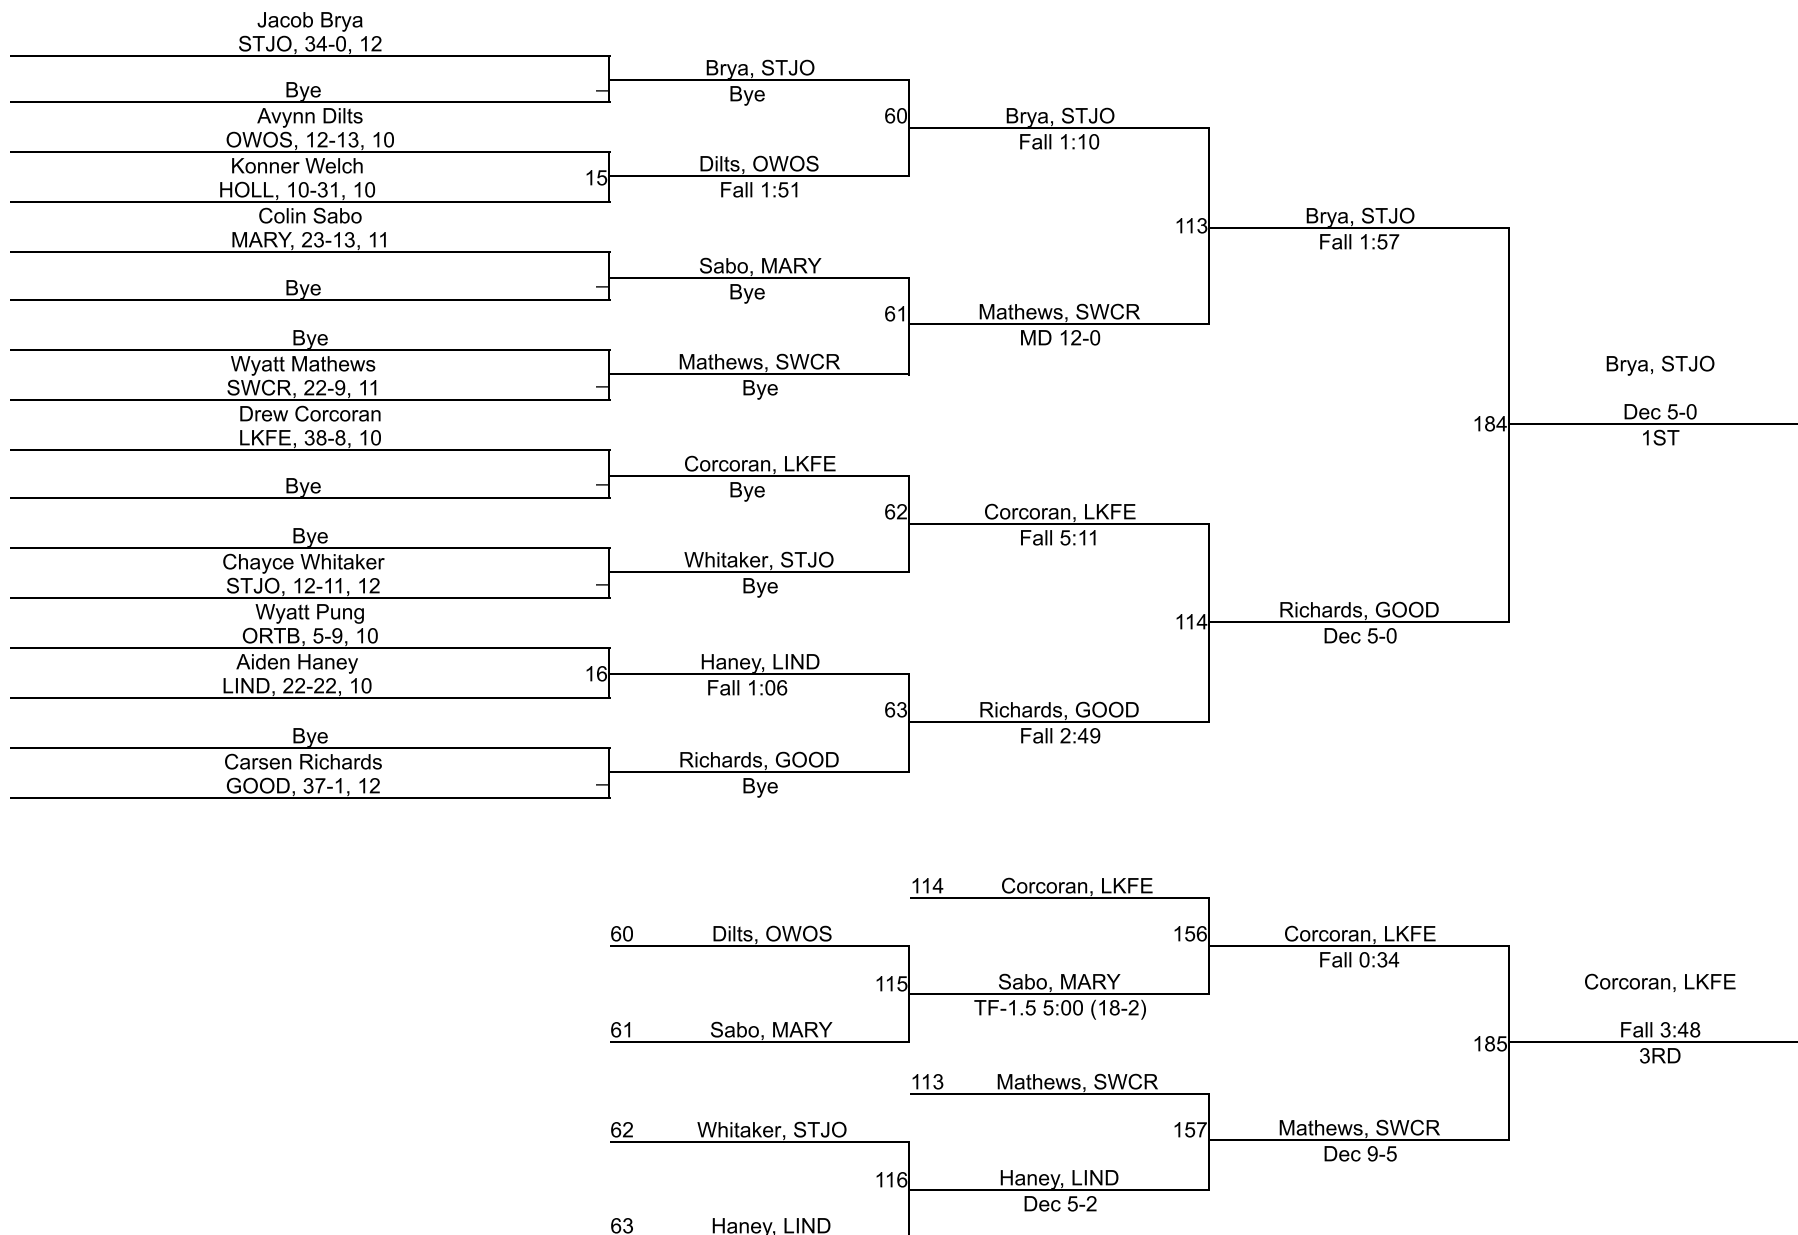 Jacob Brya
STJO, 34-0, 12
Bye
Avynn Dilts
OWOS, 12-13, 10
Konner Welch
HOLL, 10-31, 10
15
Colin Sabo
MARY, 23-13, 11
Bye
Bye
Wyatt Mathews
SWCR, 22-9, 11
Drew Corcoran
LKFE, 38-8, 10
Bye
Bye
Chayce Whitaker
STJO, 12-11, 12
Wyatt Pung
ORTB, 5-9, 10
Aiden Haney
LIND, 22-22, 10
16
Bye
Carsen Richards
GOOD, 37-1, 12
Brya, STJO
Bye
60
Dilts, OWOS
Fall 1:51
Sabo, MARY
Bye
61
Mathews, SWCR
Bye
Corcoran, LKFE
Bye
62
Whitaker, STJO
Bye
Haney, LIND
Fall 1:06
63
Richards, GOOD
Bye
Brya, STJO
Fall 1:10
113
Mathews, SWCR
MD 12-0
Corcoran, LKFE
Fall 5:11
114
Richards, GOOD
Fall 2:49
Brya, STJO
Fall 1:57
184
Richards, GOOD
Dec 5-0
Brya, STJO
Dec 5-0
1ST
114 Corcoran, LKFE
60 Dilts, OWOS
115
61 Sabo, MARY
Sabo, MARY
TF-1.5 5:00 (18-2)
156
113 Mathews, SWCR
62 Whitaker, STJO
116
63 Haney, LIND
Haney, LIND
Dec 5-2
157
Corcoran, LKFE
Fall 0:34
185
Mathews, SWCR
Dec 9-5
Corcoran, LKFE
Fall 3:48
3RD